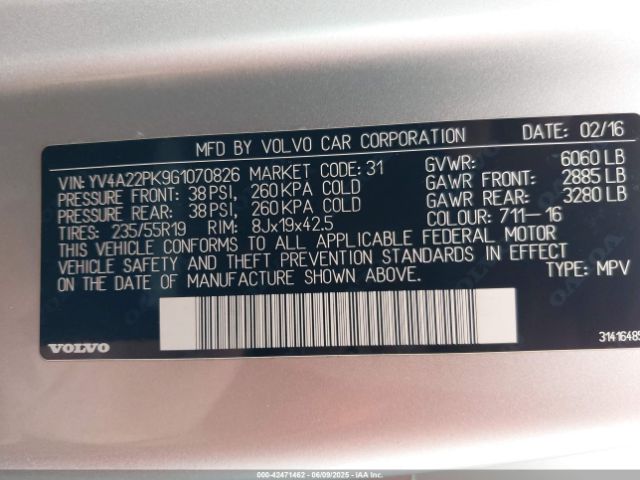 MFD BY VOLVO CAR CORPORATION DATE: 02/16
VIN: YV4A22PK9G1070826 MARKET CODE: 31 GVWR: 6060 LB
PRESSURE FRONT: 38 PSI, 260 KPA COLD GAWR FRONT: 2885 LB
PRESSURE REAR: 38 PSI, 260 KPA COLD GAWR REAR: 3280 LB
TIRES: 235/55R19 RIM: 8Jx19x42.5 COLOUR: 711-16
THIS VEHICLE CONFORMS TO ALL APPLICABLE FEDERAL MOTOR
VEHICLE SAFETY AND THEFT PREVENTION STANDARDS IN EFFECT
ON THE DATE OF MANUFACTURE SHOWN ABOVE. TYPE: MPV
VOLVO 31416485
000-42471462 - 06/09/2025 - IAAI.COM